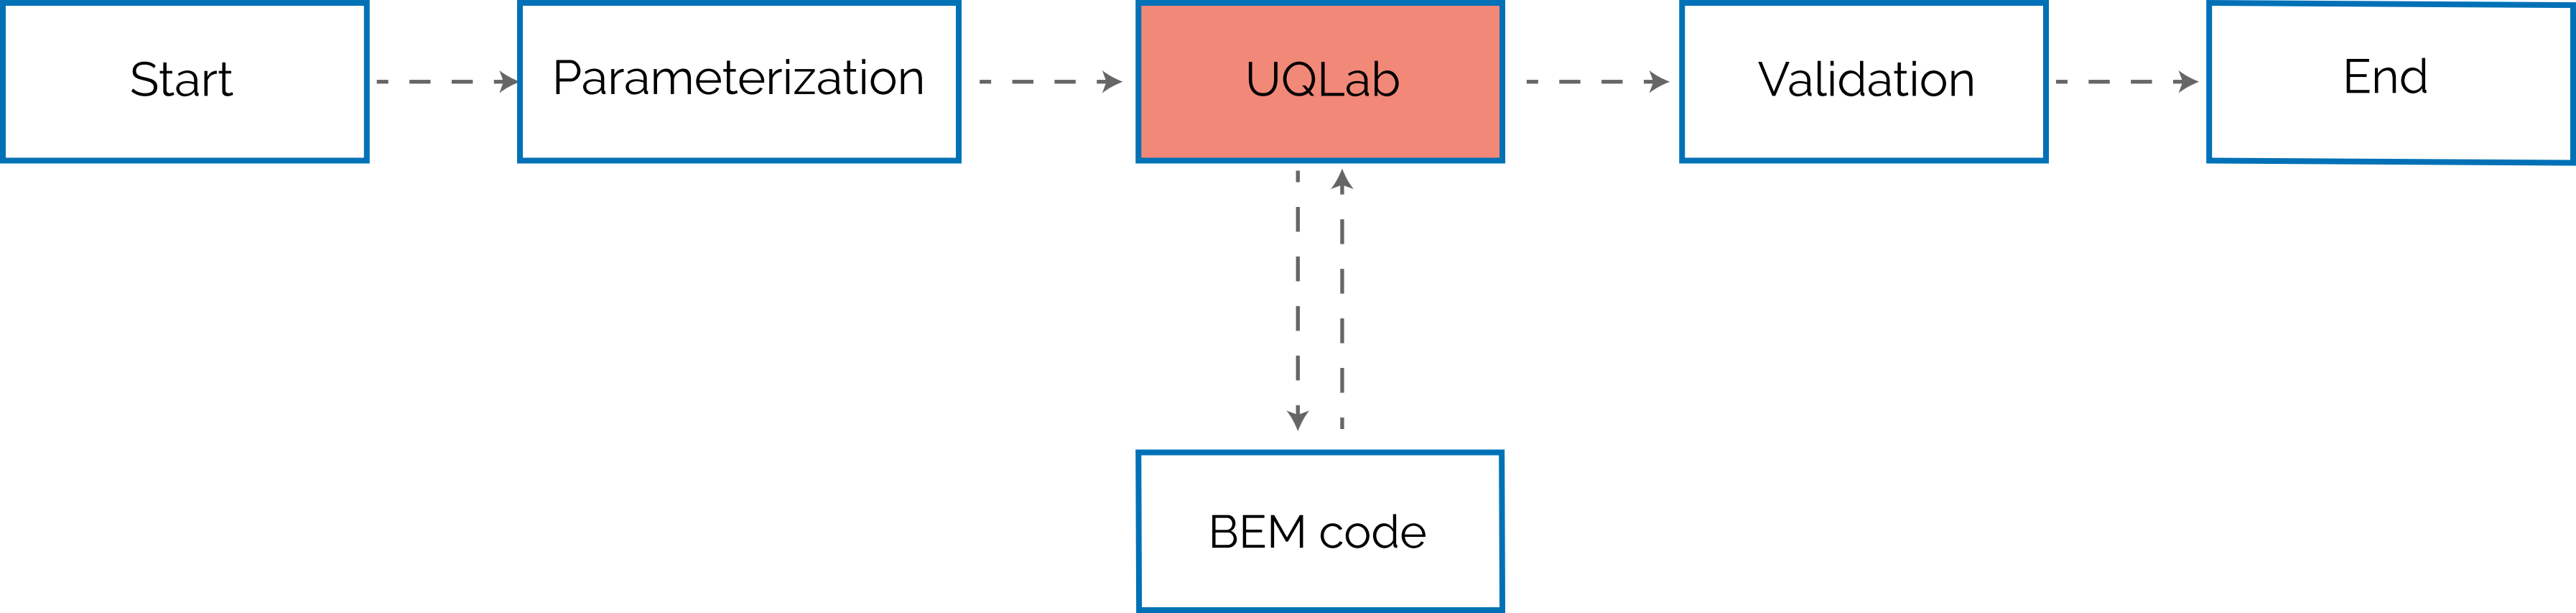 Start
Parameterization
UQLab
Validation
End
BEM code